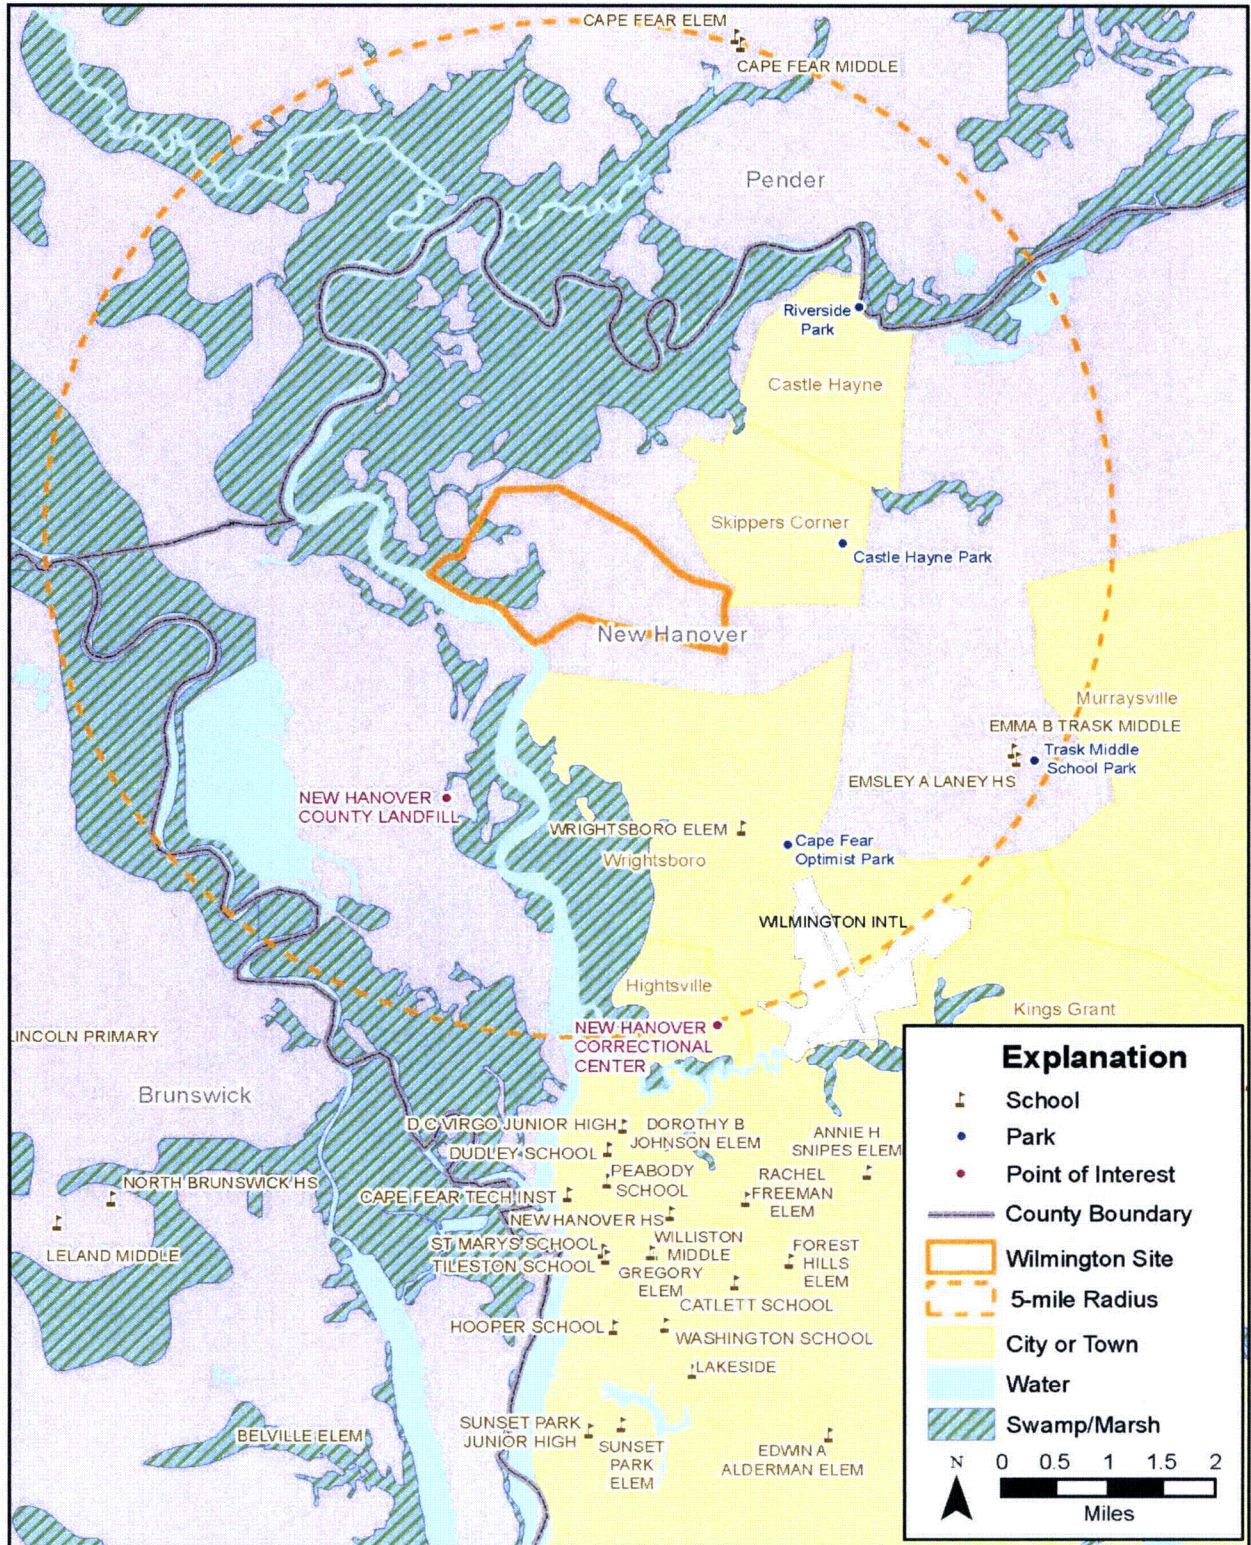 CAPE FEAR ELEM
CAPE FEAR MIDDLE
Pender
Riverside
Park
Castle Hayne
Skippers Corner
Castle Hayne Park
New Hanover
Murraysville
EMMA B TRASK MIDDLE
Trask Middle
School Park
EMSLEY A LANEY HS
NEW HANOVER
COUNTY LANDFILL
WRIGHTSBORO ELEM
Wrightsboro
Cape Fear
Optimist Park
WILMINGTON INTL
Hightsville
Kings Grant
NEW HANOVER
CORRECTIONAL
CENTER
LINCOLN PRIMARY
Brunswick
D C VIRGO JUNIOR HIGH
DOROTHY B
JOHNSON ELEM
ANNIE H
SNIPES ELEM
DUDLEY SCHOOL
PEABODY
SCHOOL
RACHEL
FREEMAN
ELEM
NORTH BRUNSWICK HS
CAPE FEAR TECH INST
NEW HANOVER HS
LELAND MIDDLE
ST MARYS SCHOOL
TILESTON SCHOOL
WILLISTON
MIDDLE
GREGORY
ELEM
FOREST
HILLS
ELEM
CATLETT SCHOOL
HOOPER SCHOOL
WASHINGTON SCHOOL
LAKESIDE
BELVILLE ELEM
SUNSET PARK
JUNIOR HIGH
SUNSET
PARK
ELEM
EDWIN A
ALDERMAN ELEM
Explanation
School
Park
Point of Interest
County Boundary
Wilmington Site
5-mile Radius
City or Town
Water
Swamp/Marsh
N
0 0.5 1 1.5 2
Miles